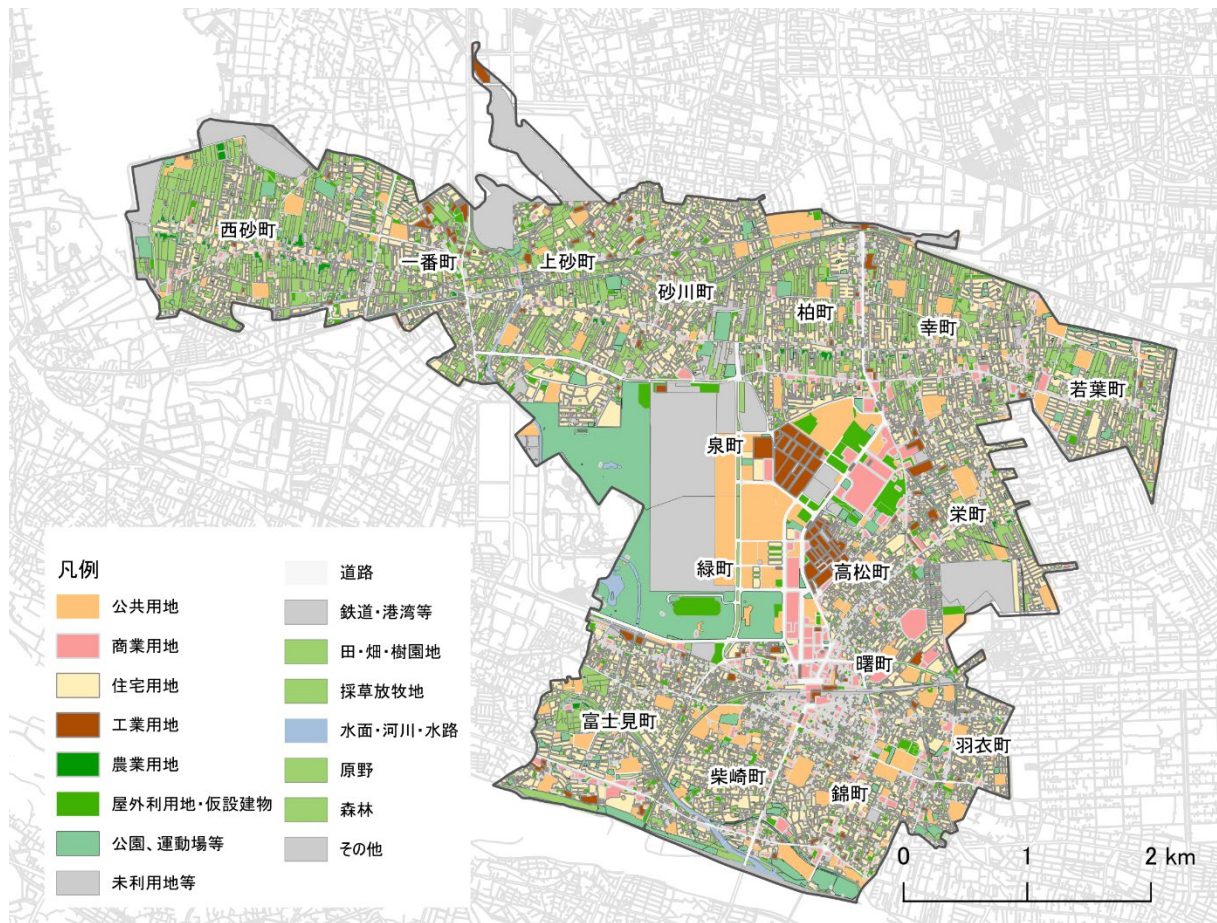 西砂町
一番町
上砂町
砂川町
柏町
幸町
若葉町
泉町
栄町
緑町
高松町
曙町
富士見町
羽衣町
柴崎町
錦町
凡例
公共用地
商業用地
住宅用地
工業用地
農業用地
屋外利用地・仮設建物
公園、運動場等
未利用地等
道路
鉄道・港湾等
田・畑・樹園地
採草放牧地
水面・河川・水路
原野
森林
その他
0 1 2 km